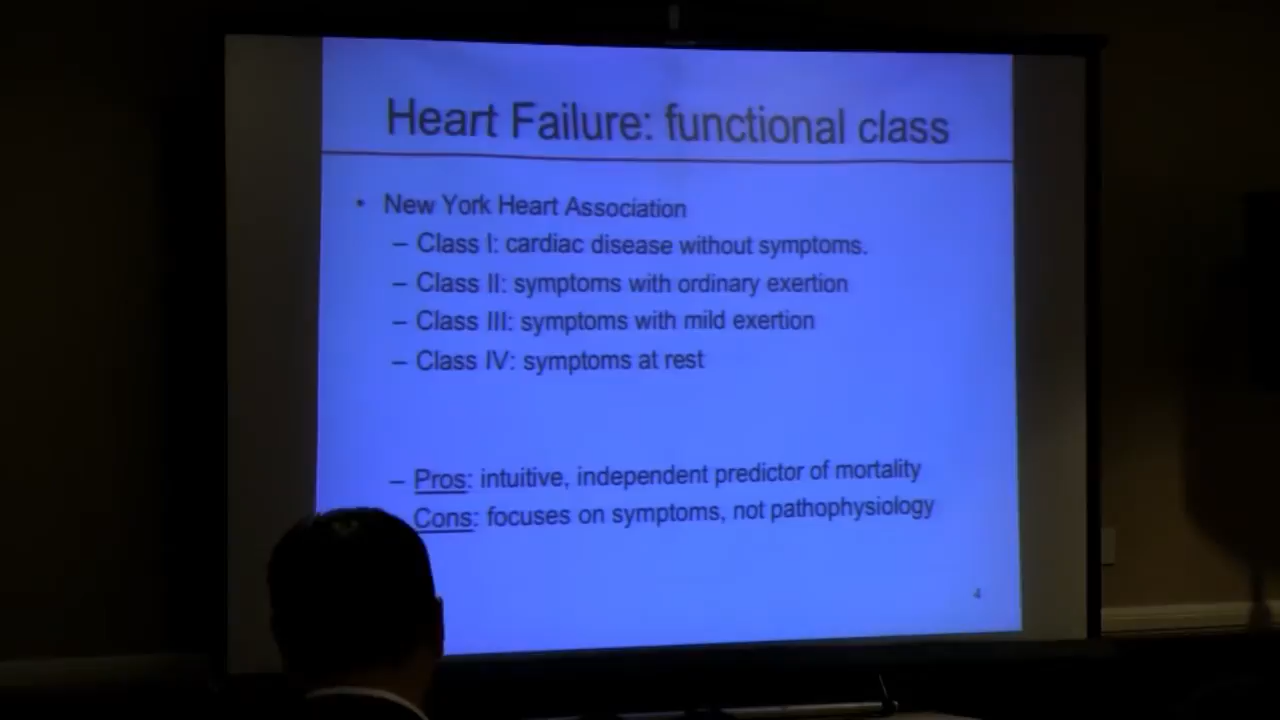 Heart Failure: functional class
• New York Heart Association
– Class I: cardiac disease without symptoms.
– Class II: symptoms with ordinary exertion
– Class III: symptoms with mild exertion
– Class IV: symptoms at rest
– Pros: intuitive, independent predictor of mortality
Cons: focuses on symptoms, not pathophysiology
4